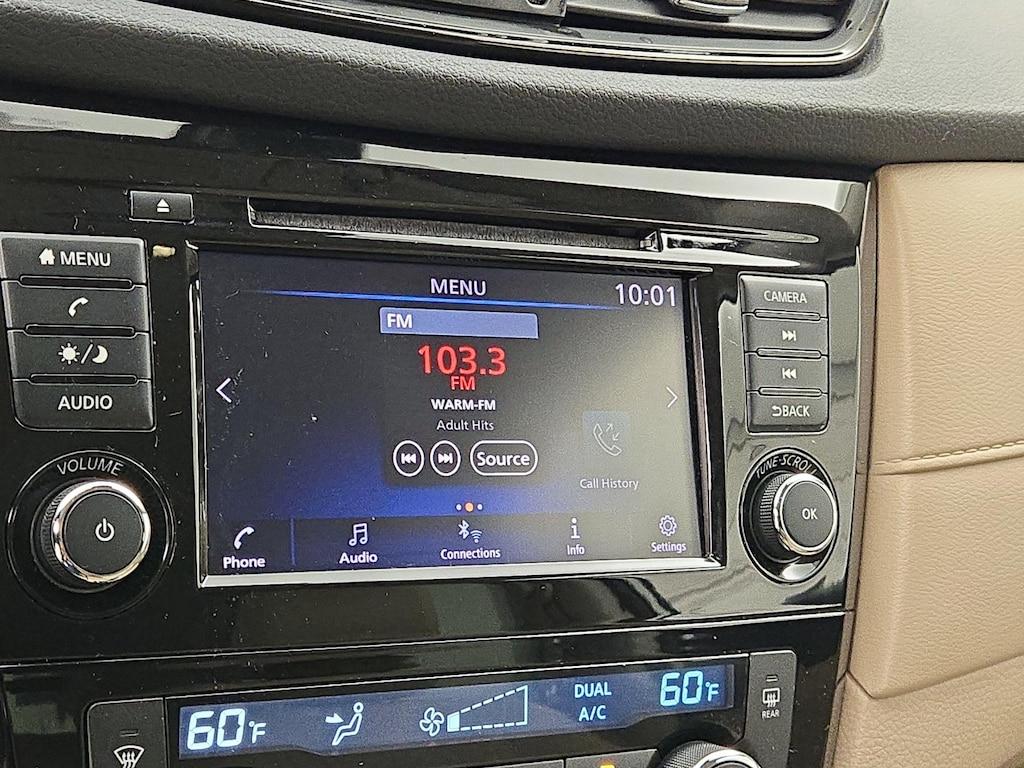 MENU
AUDIO
VOLUME
MENU
10:01
FM
103.3
FM
WARM-FM
Adult Hits
Source
Call History
Phone
Audio
Connections
Info
Settings
CAMERA
BACK
TUNE·SCROLL
OK
60°F
DUAL
A/C
60°F
REAR